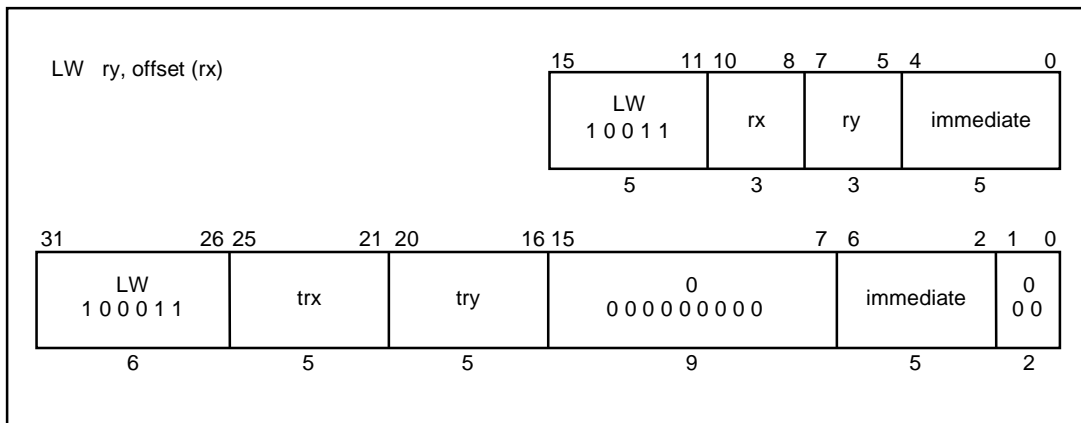 LW ry, offset (rx)
15 11 10 8 7 5 4 0
LW rx ry immediate
1 0 0 1 1
5 3 3 5
31 26 25 21 20 16 15 7 6 2 1 0
LW trx try 0 immediate 0
1 0 0 0 1 1 0 0 0 0 0 0 0 0 0 0 0
6 5 5 9 5 2